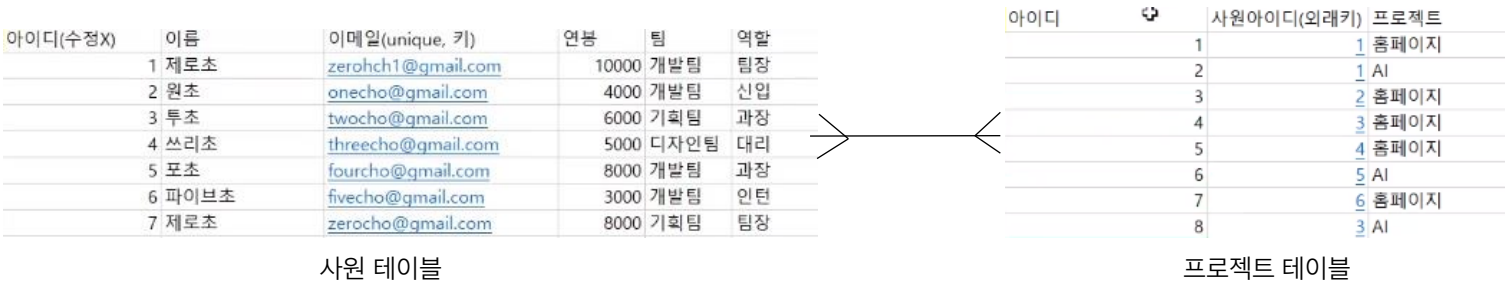 아이디(수정X) 이름 이메일(unique, 키) 연봉 팀 역할
1 제로초 zerohch1@gmail.com 10000 개발팀 팀장
2 원초 onecho@gmail.com 4000 개발팀 신입
3 투초 twocho@gmail.com 6000 기획팀 과장
4 쓰리초 threecho@gmail.com 5000 디자인팀 대리
5 포초 fourcho@gmail.com 8000 개발팀 과장
6 파이브초 fivecho@gmail.com 3000 개발팀 인턴
7 제로초 zerocho@gmail.com 8000 기획팀 팀장
사원 테이블
아이디 사원아이디(외래키) 프로젝트
1 1 홈페이지
2 1 AI
3 2 홈페이지
4 3 홈페이지
5 4 홈페이지
6 5 AI
7 6 홈페이지
8 3 AI
프로젝트 테이블